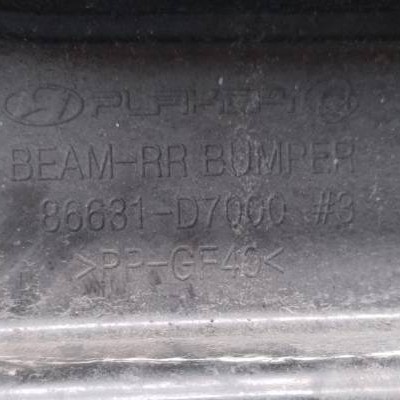 BEAM-RR BUMPER
86631-D7000 #3
>PP-GF40<